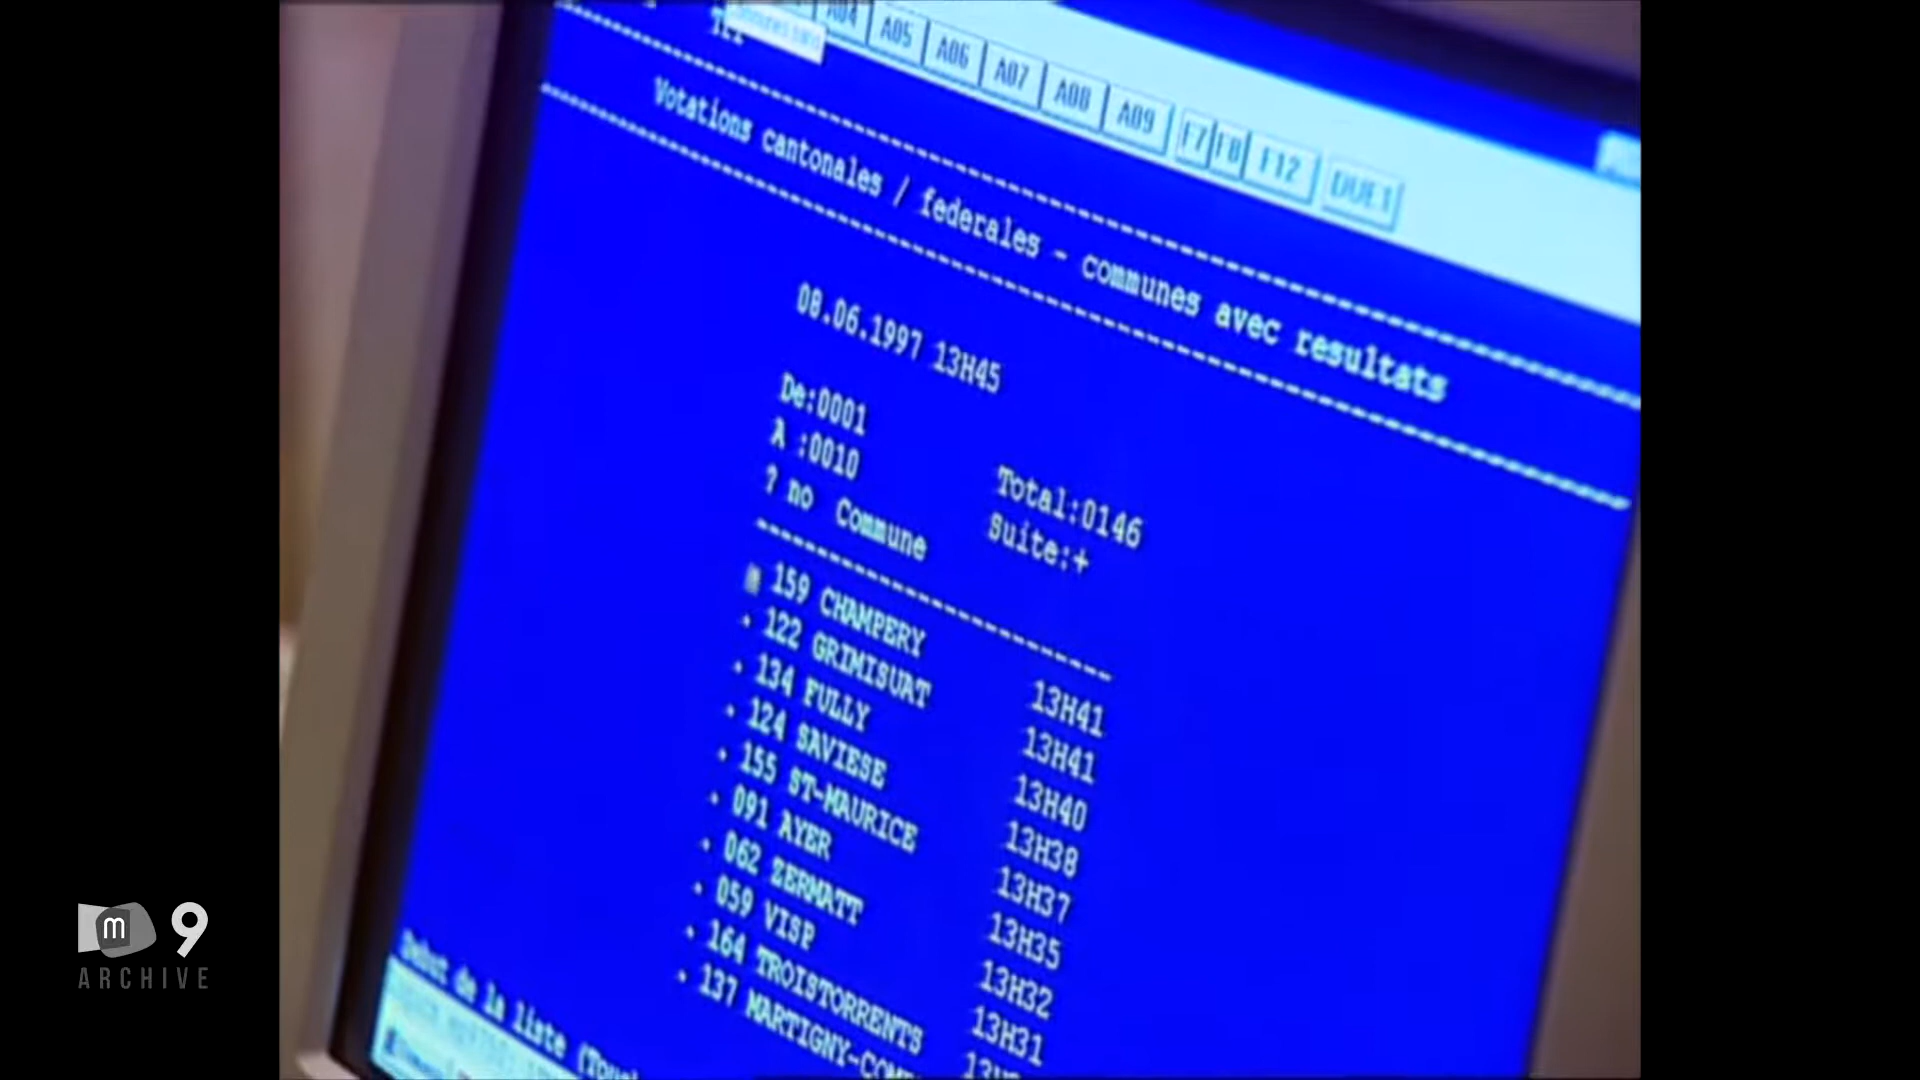 A04 A05 A06 A07 A08 A09 F7 F8 F12 DUE1
Votations cantonales / federales - communes avec resultats
08.06.1997 13H45
De:0001
A :0010 Total:0146
? no Commune Suite:+
159 CHAMPERY 13H41
122 GRIMISUAT 13H41
134 FULLY 13H40
124 SAVIESE 13H38
155 ST-MAURICE 13H37
091 AYER 13H35
062 ZERMATT 13H32
059 VISP 13H31
164 TROISTORRENTS
137 MARTIGNY-COM
Debut de la liste
m 9
ARCHIVE